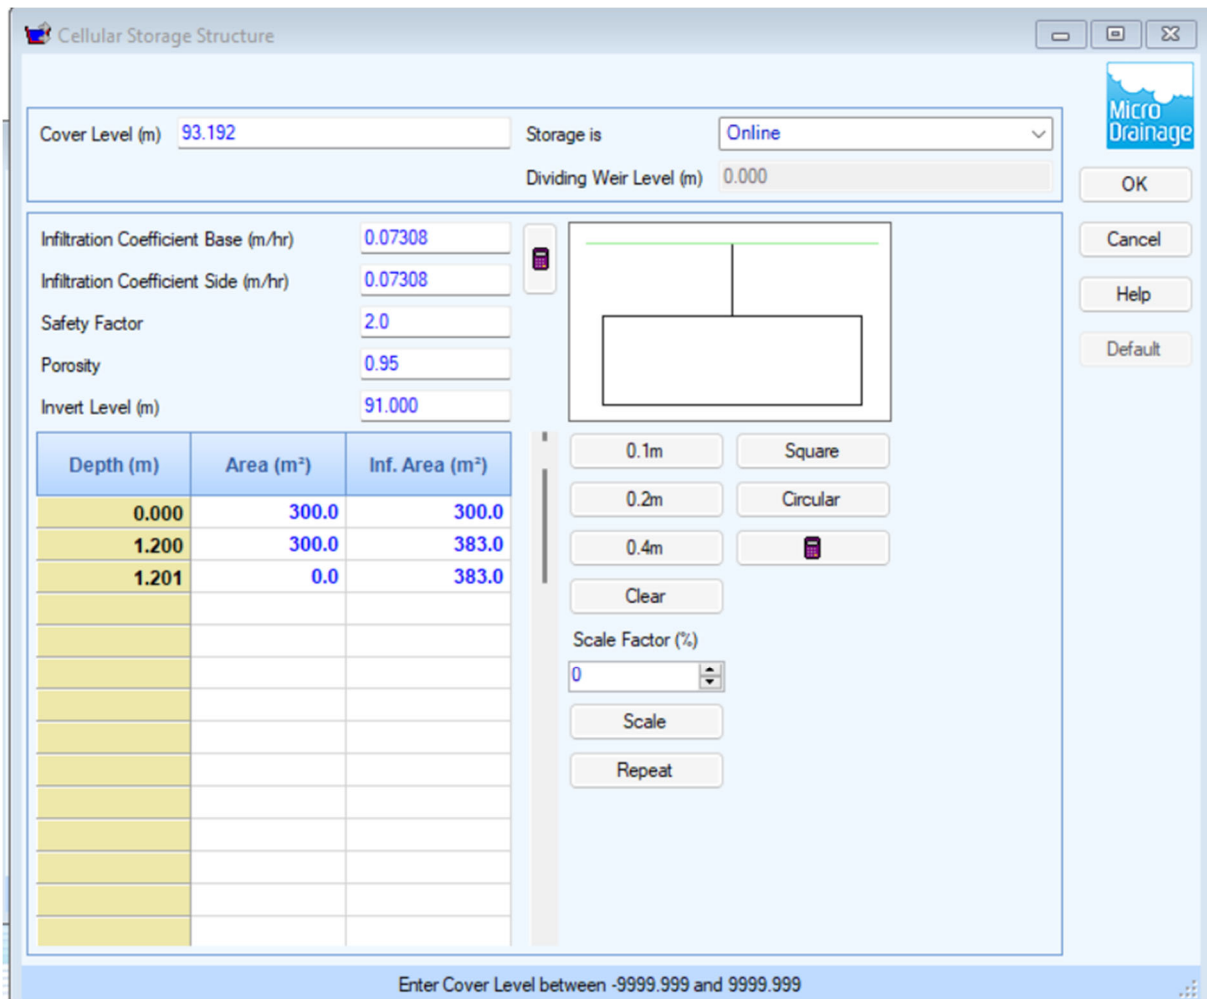 Cellular Storage Structure
Micro
Drainage
Cover Level (m) 93.192 Storage is Online
Dividing Weir Level (m) 0.000
OK
Cancel
Help
Default
Infiltration Coefficient Base (m/hr) 0.07308
Infiltration Coefficient Side (m/hr) 0.07308
Safety Factor 2.0
Porosity 0.95
Invert Level (m) 91.000
Depth (m) Area (m²) Inf. Area (m²)
0.000 300.0 300.0
1.200 300.0 383.0
1.201 0.0 383.0
0.1m Square
0.2m Circular
0.4m
Clear
Scale Factor (%)
0
Scale
Repeat
Enter Cover Level between -9999.999 and 9999.999